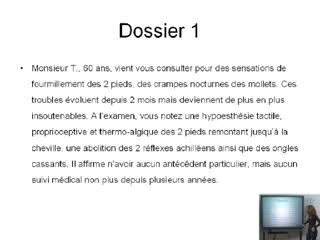 Dossier 1
• Monsieur T., 60 ans, vient vous consulter pour des sensations de
fourmillement des 2 pieds, des crampes nocturnes des mollets. Ces
troubles évoluent depuis 2 mois mais deviennent de plus en plus
insoutenables. A l'examen, vous notez une hypoesthésie tactile,
proprioceptive et thermo-algique des 2 pieds remontant jusqu'à la
cheville, une abolition des 2 réflexes achilléens ainsi que des ongles
cassants. Il affirme n'avoir aucun antécédent particulier, mais aucun
suivi médical non plus depuis plusieurs années.